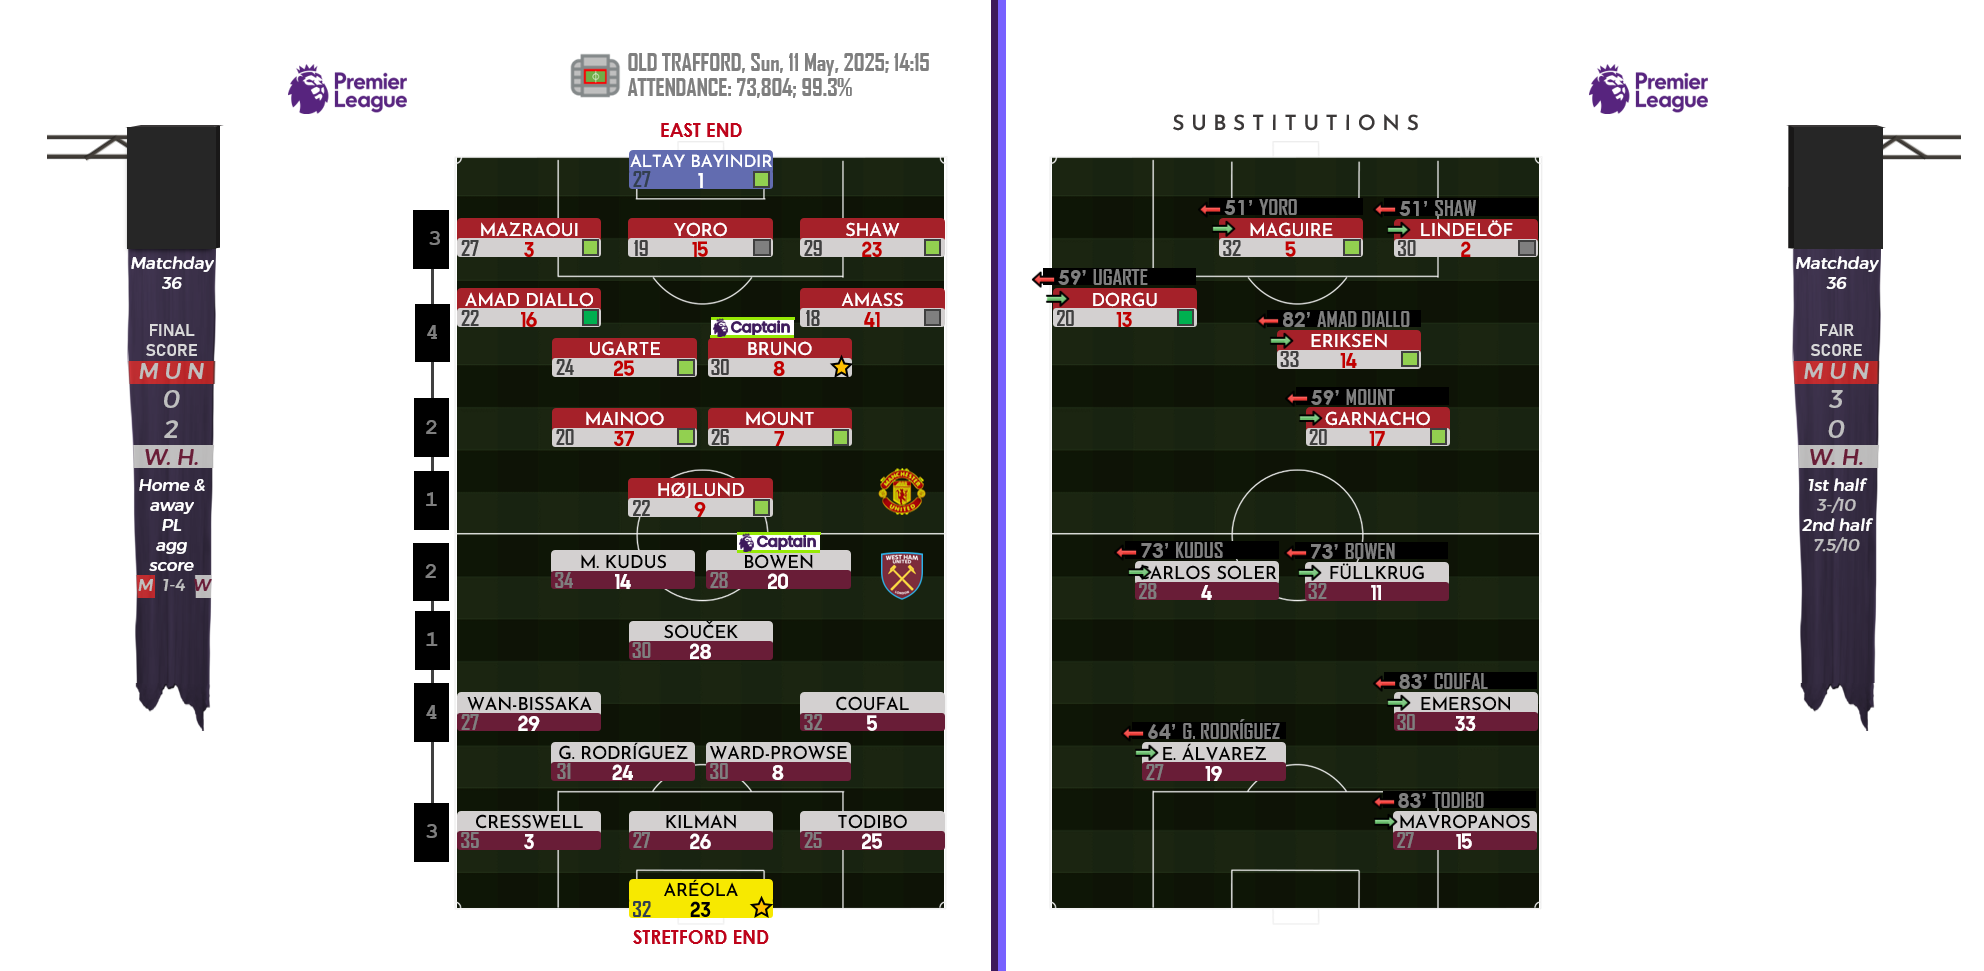 Premier League
OLD TRAFFORD, Sun, 11 May, 2025; 14:15
ATTENDANCE: 73,804; 99.3%
EAST END
ALTAY BAYINDIR
27 1
3
MAZRAOUI YORO SHAW
27 3 19 15 29 23
4
AMAD DIALLO AMASS
22 16 18 41
Captain
UGARTE BRUNO
24 25 30 8
2
MAINOO MOUNT
20 37 26 7
1
HØJLUND
22 9
MANCHESTER UNITED
Captain
2
M. KUDUS BOWEN
34 14 28 20
WEST HAM UNITED
LONDON
1
SOUČEK
30 28
4
WAN-BISSAKA COUFAL
27 29 32 5
G. RODRÍGUEZ WARD-PROWSE
31 24 30 8
3
CRESSWELL KILMAN TODIBO
35 3 27 26 25 25
ARÉOLA
32 23
STRETFORD END
Matchday
36
FINAL
SCORE
MUN
0
2
W. H.
Home &
away
PL
agg
score
M 1-4 W
Premier League
SUBSTITUTIONS
51' YORO 51' SHAW
MAGUIRE LINDELÖF
32 5 30 2
59' UGARTE
DORGU
20 13
82' AMAD DIALLO
ERIKSEN
33 14
59' MOUNT
GARNACHO
20 17
73' KUDUS 73' BOWEN
CARLOS SOLER FÜLLKRUG
28 4 32 11
83' COUFAL
EMERSON
30 33
64' G. RODRÍGUEZ
E. ÁLVAREZ
27 19
83' TODIBO
MAVROPANOS
27 15
Matchday
36
FAIR
SCORE
MUN
3
0
W. H.
1st half
3-/10
2nd half
7.5/10